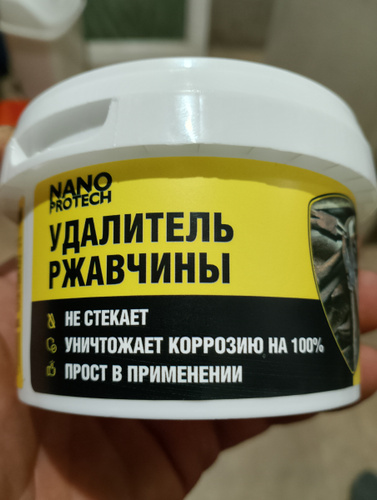 NANO
PROTECH
УДАЛИТЕЛЬ
РЖАВЧИНЫ
НЕ СТЕКАЕТ
УНИЧТОЖАЕТ КОРРОЗИЮ НА 100%
ПРОСТ В ПРИМЕНЕНИИ